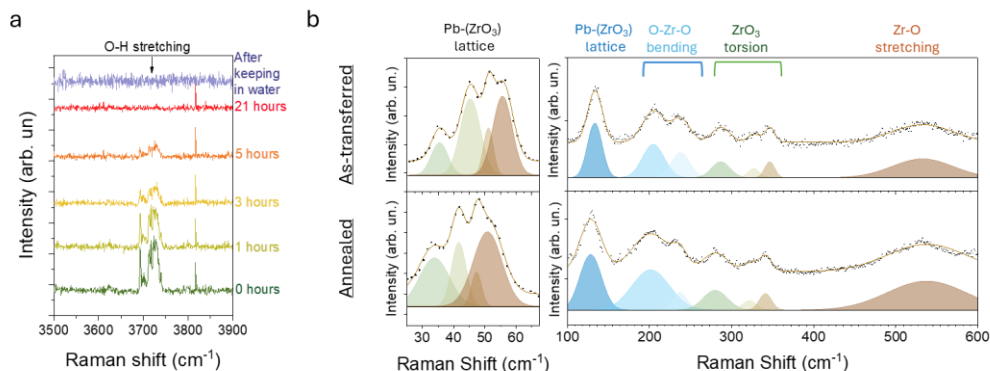 a
O-H stretching
After
keeping
in water
21 hours
5 hours
3 hours
1 hours
0 hours
Intensity (arb. un)
3500 3600 3700 3800 3900
Raman shift (cm⁻¹)
b
Pb-(ZrO₃)
lattice
Pb-(ZrO₃)
lattice
O-Zr-O
bending
ZrO₃
torsion
Zr-O
stretching
As-transferred
Intensity (arb. un.)
Intensity (arb. un.)
Annealed
Intensity (arb. un.)
Intensity (arb. un.)
30 40 50 60
Raman Shift (cm⁻¹)
100 200 300 400 500 600
Raman shift (cm⁻¹)